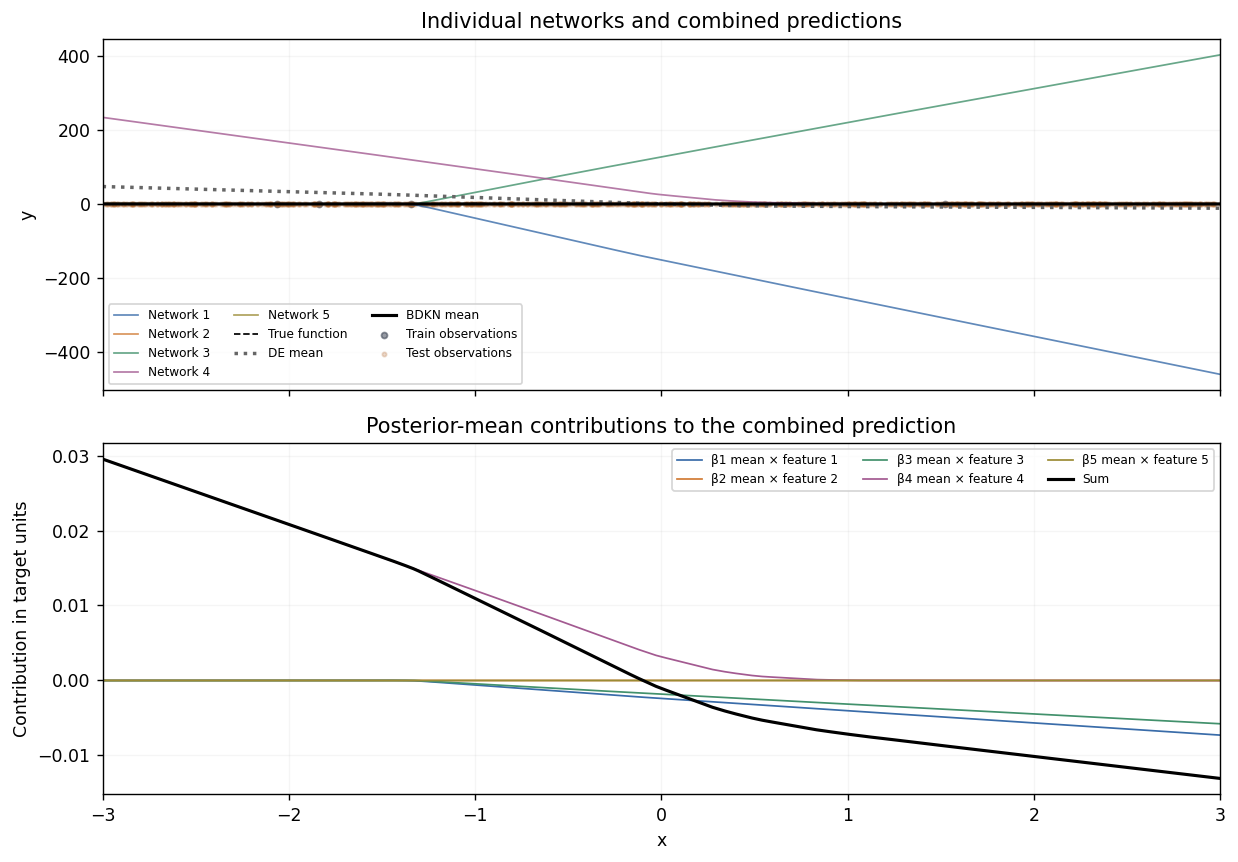 Individual networks and combined predictions
400
200
0
−200
−400
y
Network 1
Network 2
Network 3
Network 4
Network 5
True function
DE mean
BDKN mean
Train observations
Test observations
Posterior-mean contributions to the combined prediction
0.03
0.02
0.01
0.00
−0.01
Contribution in target units
β1 mean × feature 1
β2 mean × feature 2
β3 mean × feature 3
β4 mean × feature 4
β5 mean × feature 5
Sum
−3 −2 −1 0 1 2 3
x